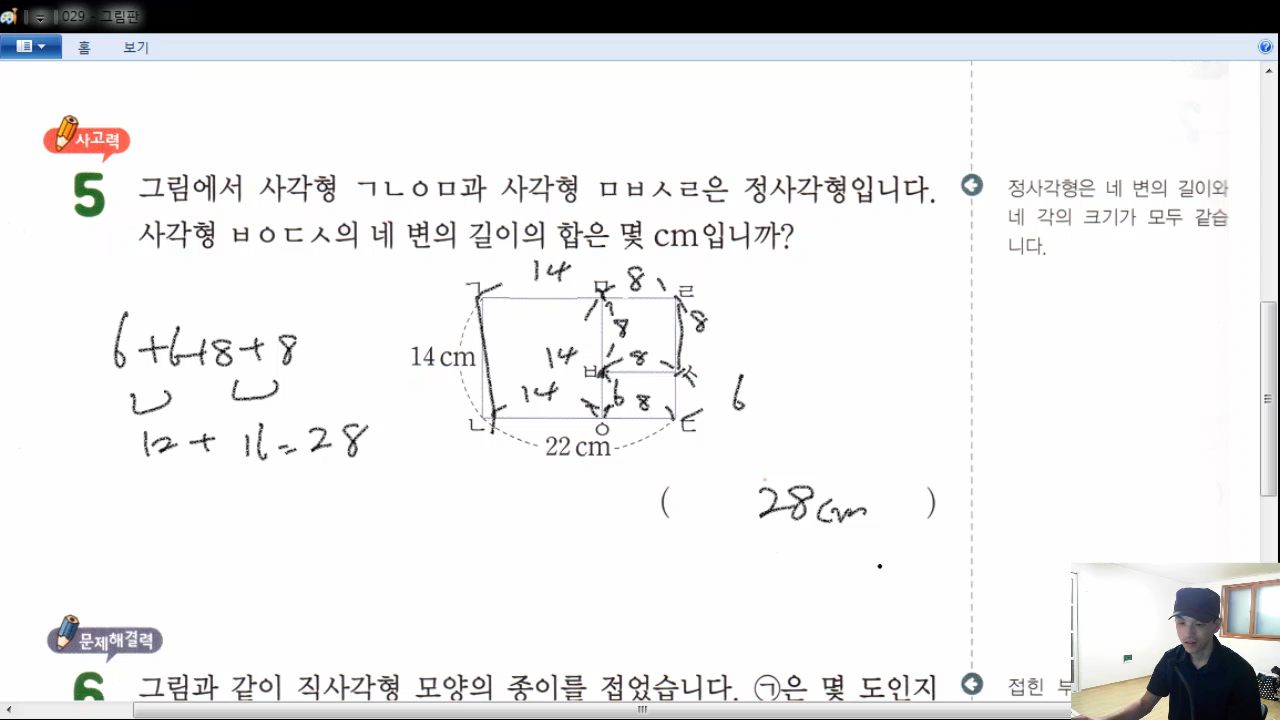 029 - 그림판
홈 보기
사고력
5 그림에서 사각형 ㄱㄴㅇㅁ과 사각형 ㅁㅂㅅㄹ은 정사각형입니다.
사각형 ㅂㅇㄷㅅ의 네 변의 길이의 합은 몇 cm입니까?
정사각형은 네 변의 길이와
네 각의 크기가 모두 같습
니다.
14 8
ㄱ ㅁ ㄹ
8 8
6+6+8+8
14 cm 14 ㅂ 8 ㅅ
14 6 8 6
ㄴ ㅇ ㄷ
12 + 16 = 28
22 cm
( 28cm )
문제해결력
6 그림과 같이 직사각형 모양의 종이를 접었습니다. ㉠은 몇 도인지
접힌 부